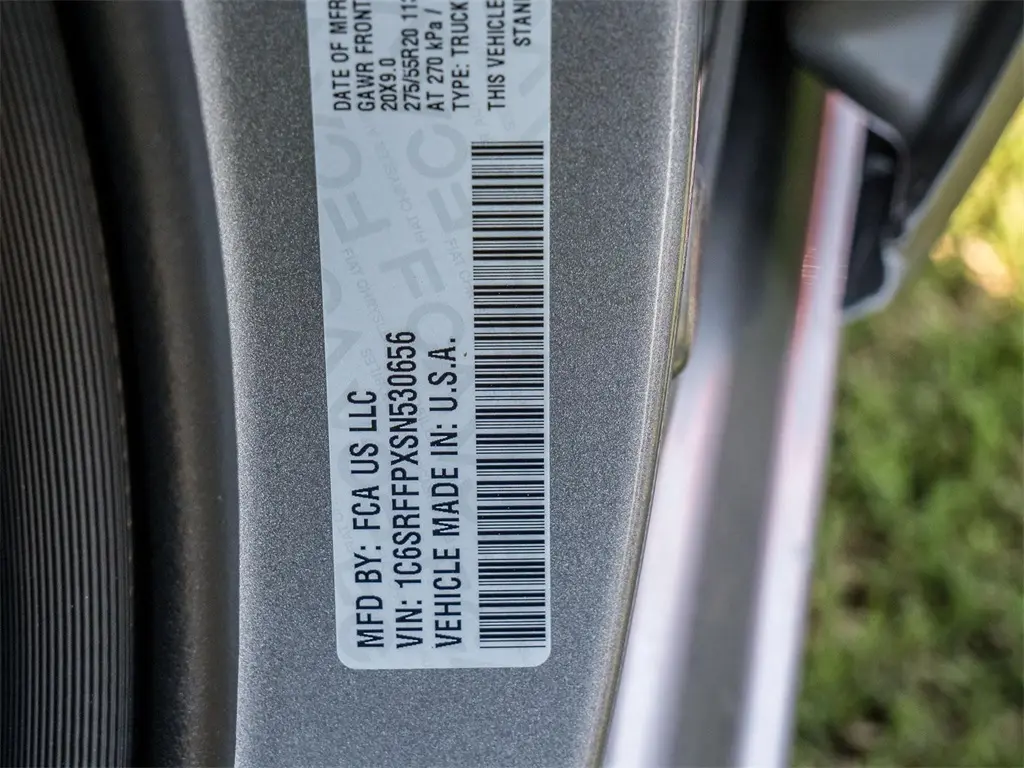 MFD BY: FCA US LLC
VIN: 1C6SRFFPXSN530656
VEHICLE MADE IN: U.S.A.
DATE OF MFR
GAWR FRONT
20X9.0
275/55R20 11
AT 270 kPa /
TYPE: TRUCK
THIS VEHICLE